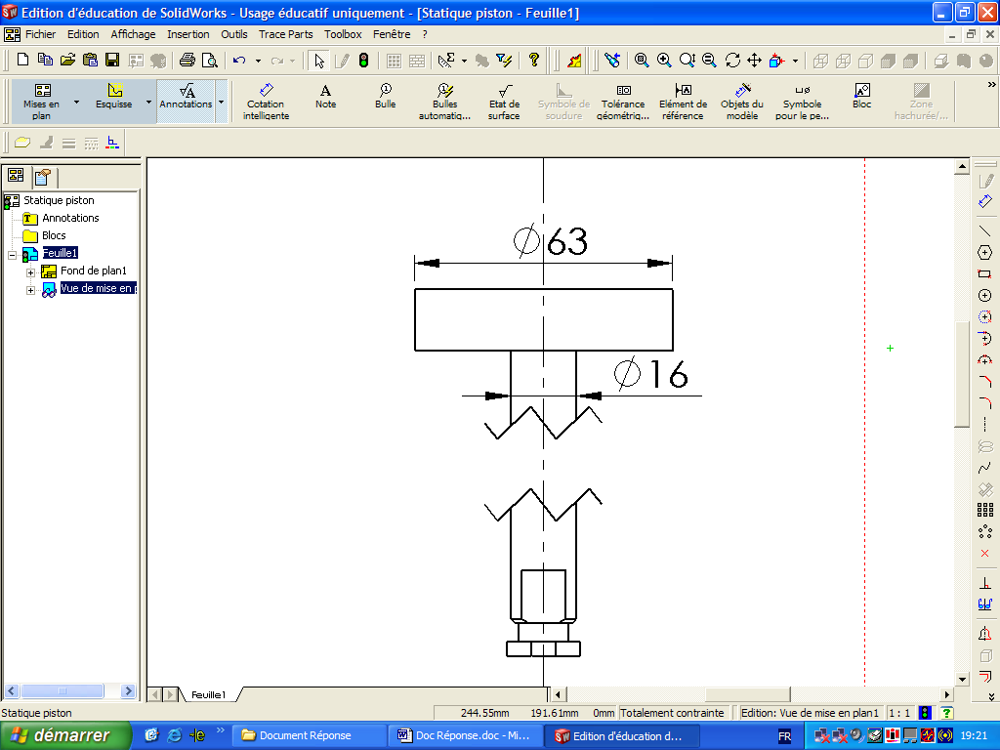 Edition d'éducation de SolidWorks - Usage éducatif uniquement - [Statique piston - Feuille1]
Fichier Edition Affichage Insertion Outils Trace Parts Toolbox Fenêtre ?
Mises en plan
Esquisse
Annotations
Cotation intelligente
Note
Bulle
Bulles automatiq...
Etat de surface
Symbole de soudure
Tolérance géométriq...
Elément de référence
Objets du modèle
Symbole pour le pe...
Bloc
Zone hachurée/...
Statique piston
Annotations
Blocs
Feuille1
Fond de plan1
Vue de mise en p
Ø63
Ø16
Feuille1
Statique piston
244.55mm 191.61mm 0mm Totalement contrainte Edition: Vue de mise en plan1 1 : 1
démarrer
Document Réponse
Doc Réponse.doc - Mi...
Edition d'éducation d...
FR
19:21